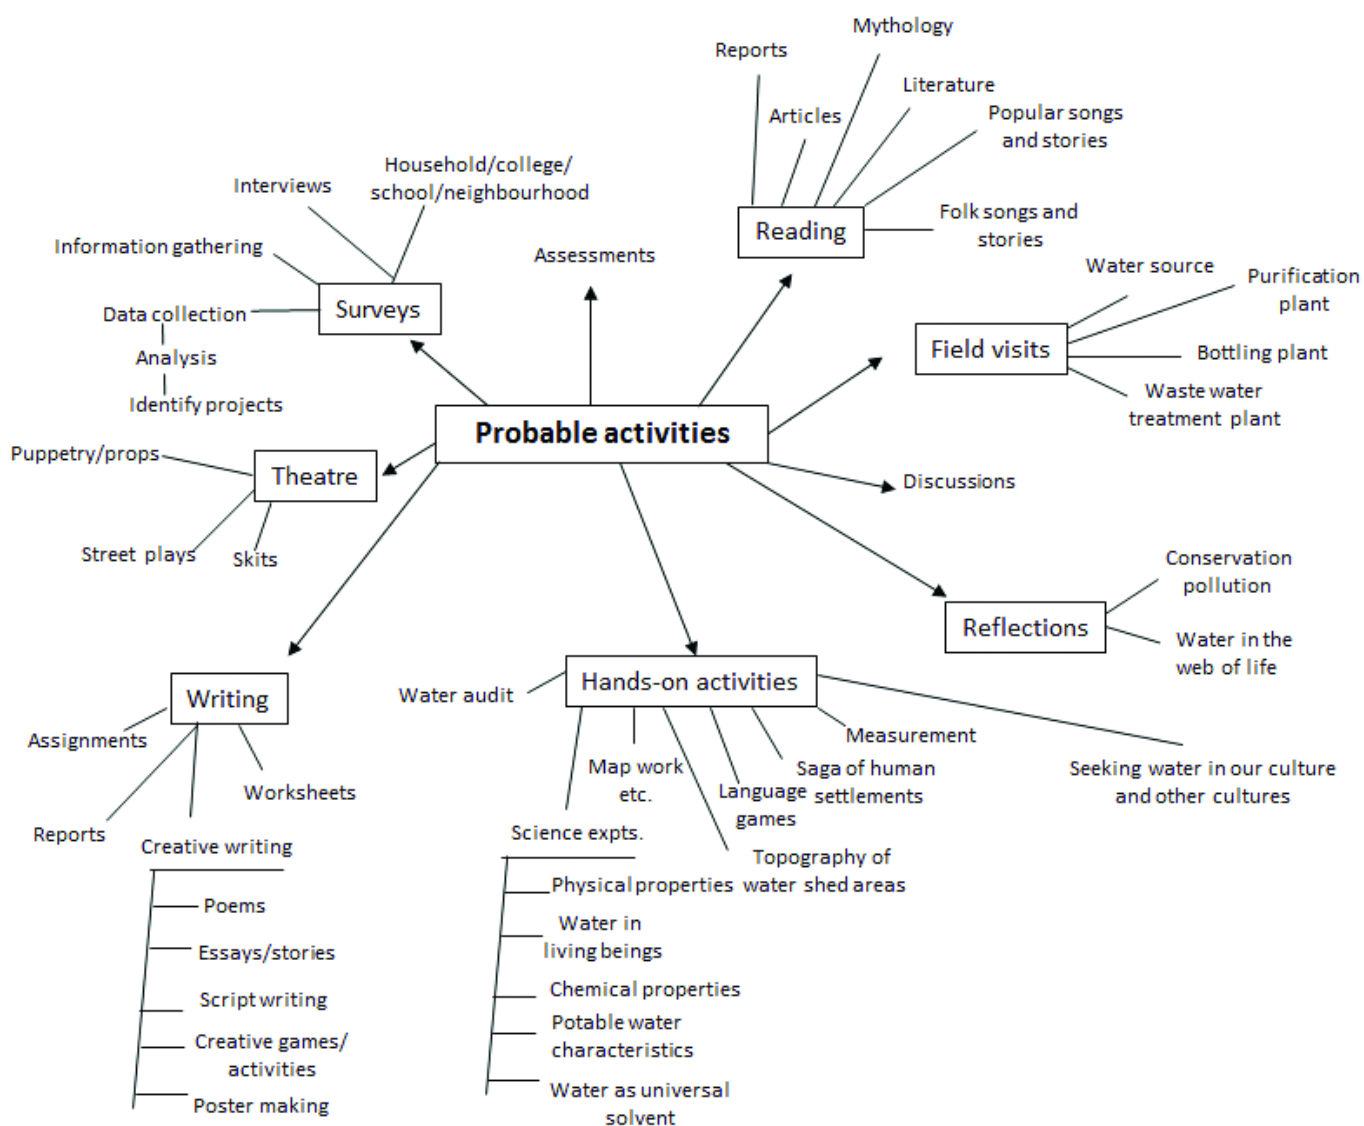 Mythology
Reports
Literature
Articles
Popular songs
and stories
Household/college/
school/neighbourhood
Interviews
Folk songs and
stories
Reading
Information gathering
Assessments
Water source
Purification
plant
Data collection
Surveys
Field visits
Bottling plant
Analysis
Waste water
treatment plant
Identify projects
Probable activities
Puppetry/props
Theatre
Discussions
Street plays
Skits
Conservation
pollution
Reflections
Water in the
web of life
Writing
Water audit
Hands-on activities
Assignments
Measurement
Map work
etc.
Saga of human
settlements
Seeking water in our culture
and other cultures
Worksheets
Language
games
Reports
Creative writing
Science expts.
Topography of
water shed areas
Physical properties
Poems
Water in
living beings
Essays/stories
Chemical properties
Script writing
Potable water
characteristics
Creative games/
activities
Water as universal
solvent
Poster making